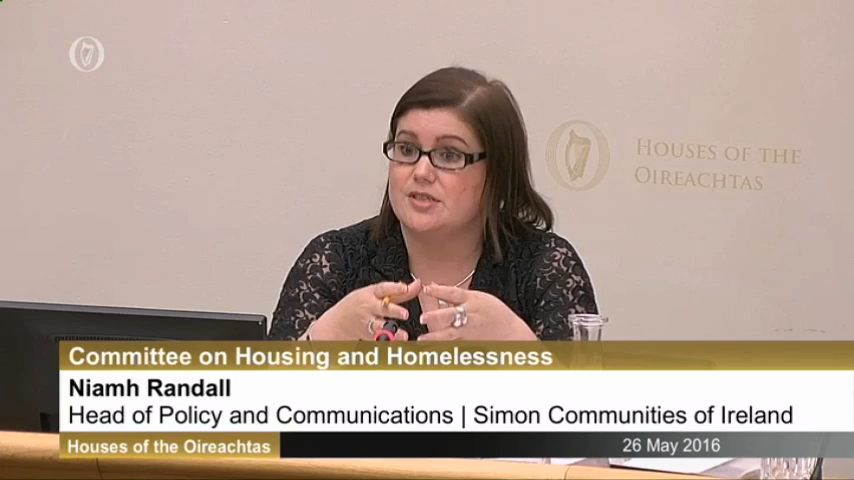 HOUSES OF THE
OIREACHTAS
Committee on Housing and Homelessness
Niamh Randall
Head of Policy and Communications | Simon Communities of Ireland
Houses of the Oireachtas
26 May 2016